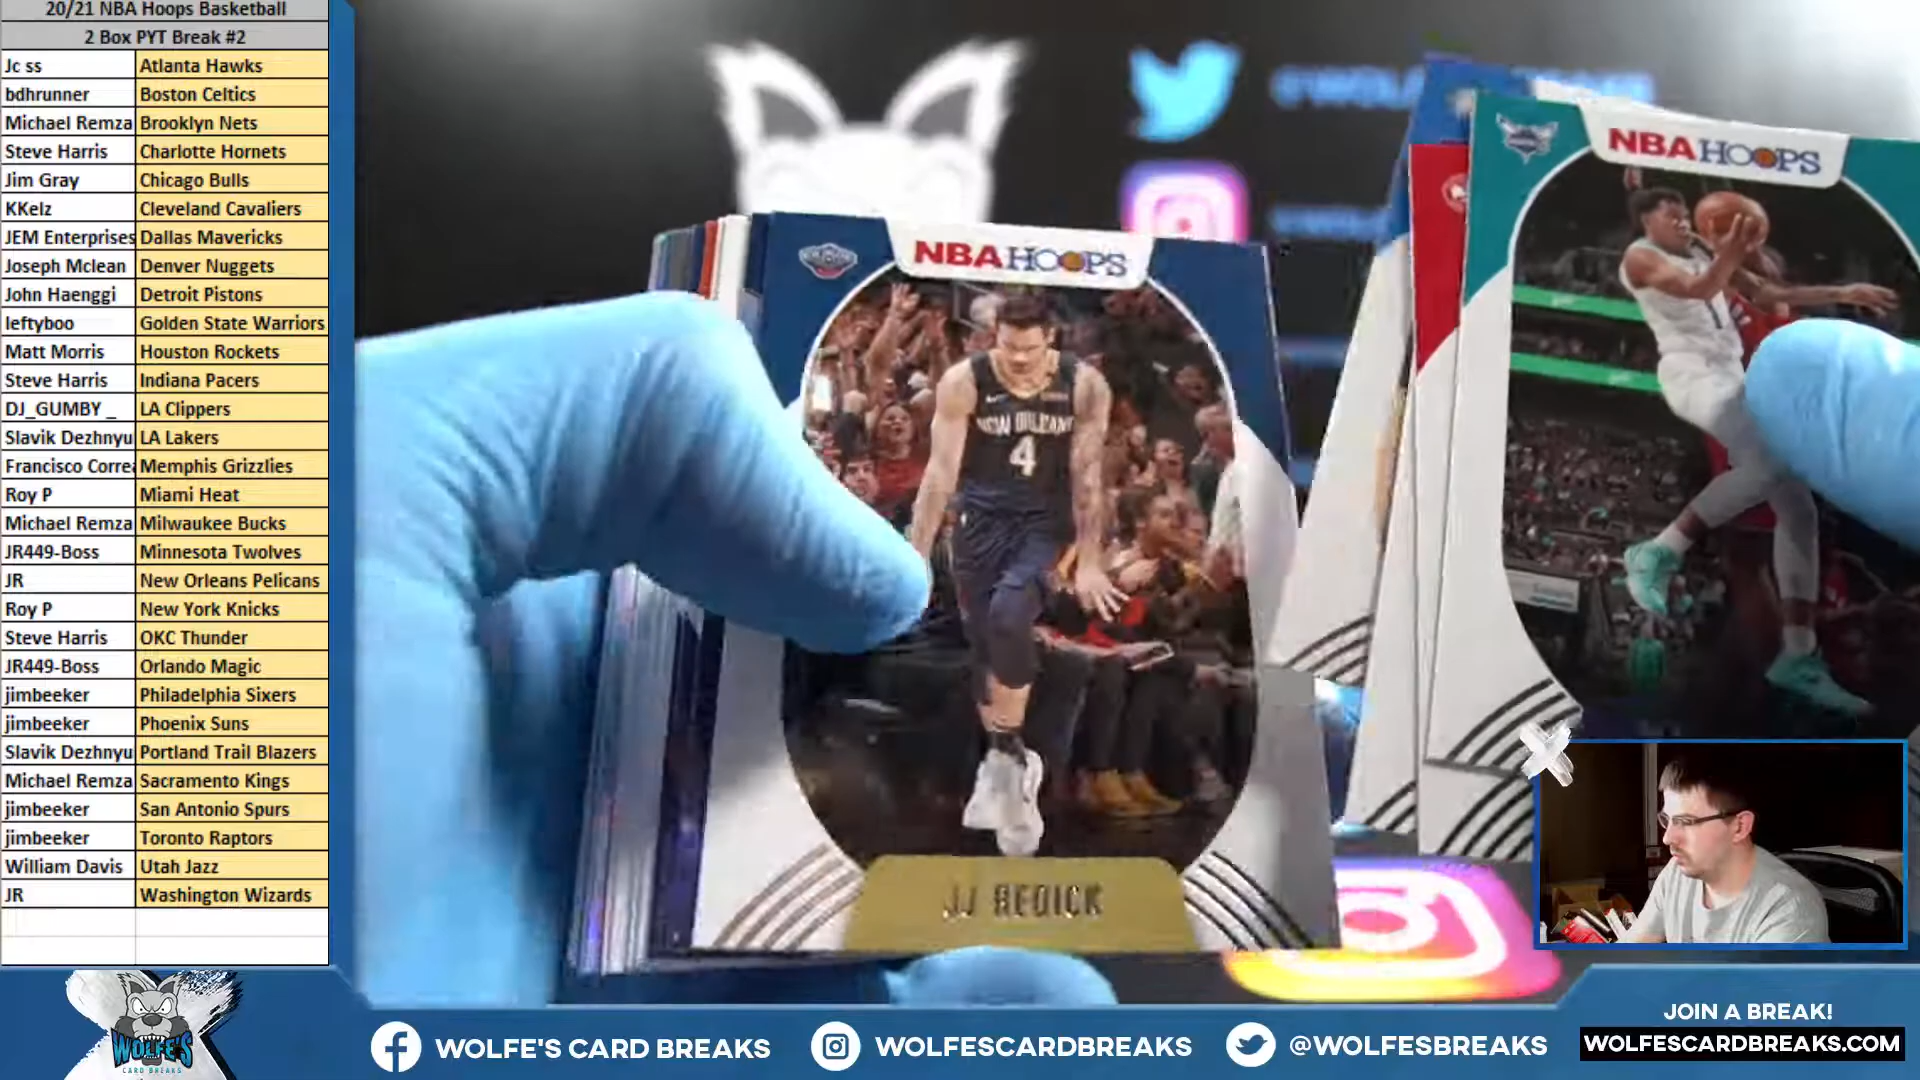 20/21 NBA Hoops Basketball
2 Box PYT Break #2
Jc ss Atlanta Hawks
bdhrunner Boston Celtics
Michael Remza Brooklyn Nets
Steve Harris Charlotte Hornets
Jim Gray Chicago Bulls
KKelz Cleveland Cavaliers
JEM Enterprises Dallas Mavericks
Joseph Mclean Denver Nuggets
John Haenggi Detroit Pistons
leftyboo Golden State Warriors
Matt Morris Houston Rockets
Steve Harris Indiana Pacers
DJ_GUMBY _ LA Clippers
Slavik Dezhnyu LA Lakers
Francisco Correa Memphis Grizzlies
Roy P Miami Heat
Michael Remza Milwaukee Bucks
JR449-Boss Minnesota Twolves
JR New Orleans Pelicans
Roy P New York Knicks
Steve Harris OKC Thunder
JR449-Boss Orlando Magic
jimbeeker Philadelphia Sixers
jimbeeker Phoenix Suns
Slavik Dezhnyu Portland Trail Blazers
Michael Remza Sacramento Kings
jimbeeker San Antonio Spurs
jimbeeker Toronto Raptors
William Davis Utah Jazz
JR Washington Wizards
NBA HOOPS
NEW ORLEANS
4
JJ REDICK
NBA HOOPS
WOLFE'S
CARD BREAKS
WOLFE'S CARD BREAKS
WOLFESCARDBREAKS
@WOLFESBREAKS
JOIN A BREAK!
WOLFESCARDBREAKS.COM